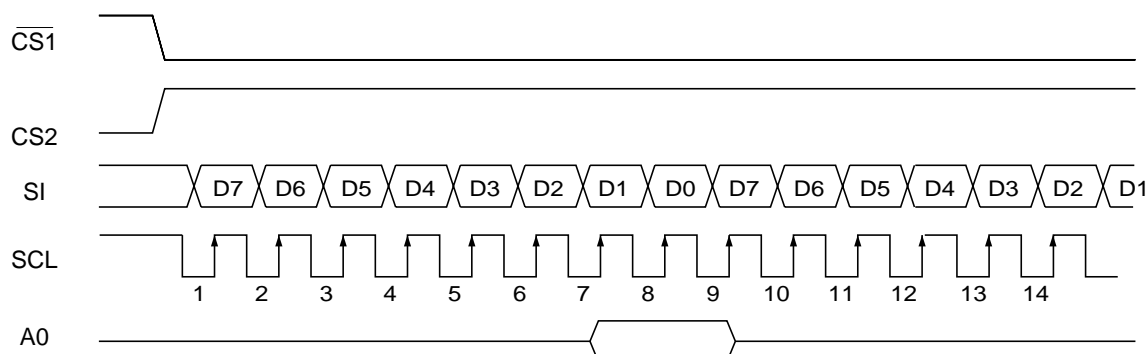 CS1
CS2
SI D7 D6 D5 D4 D3 D2 D1 D0 D7 D6 D5 D4 D3 D2 D1
SCL
1 2 3 4 5 6 7 8 9 10 11 12 13 14
A0